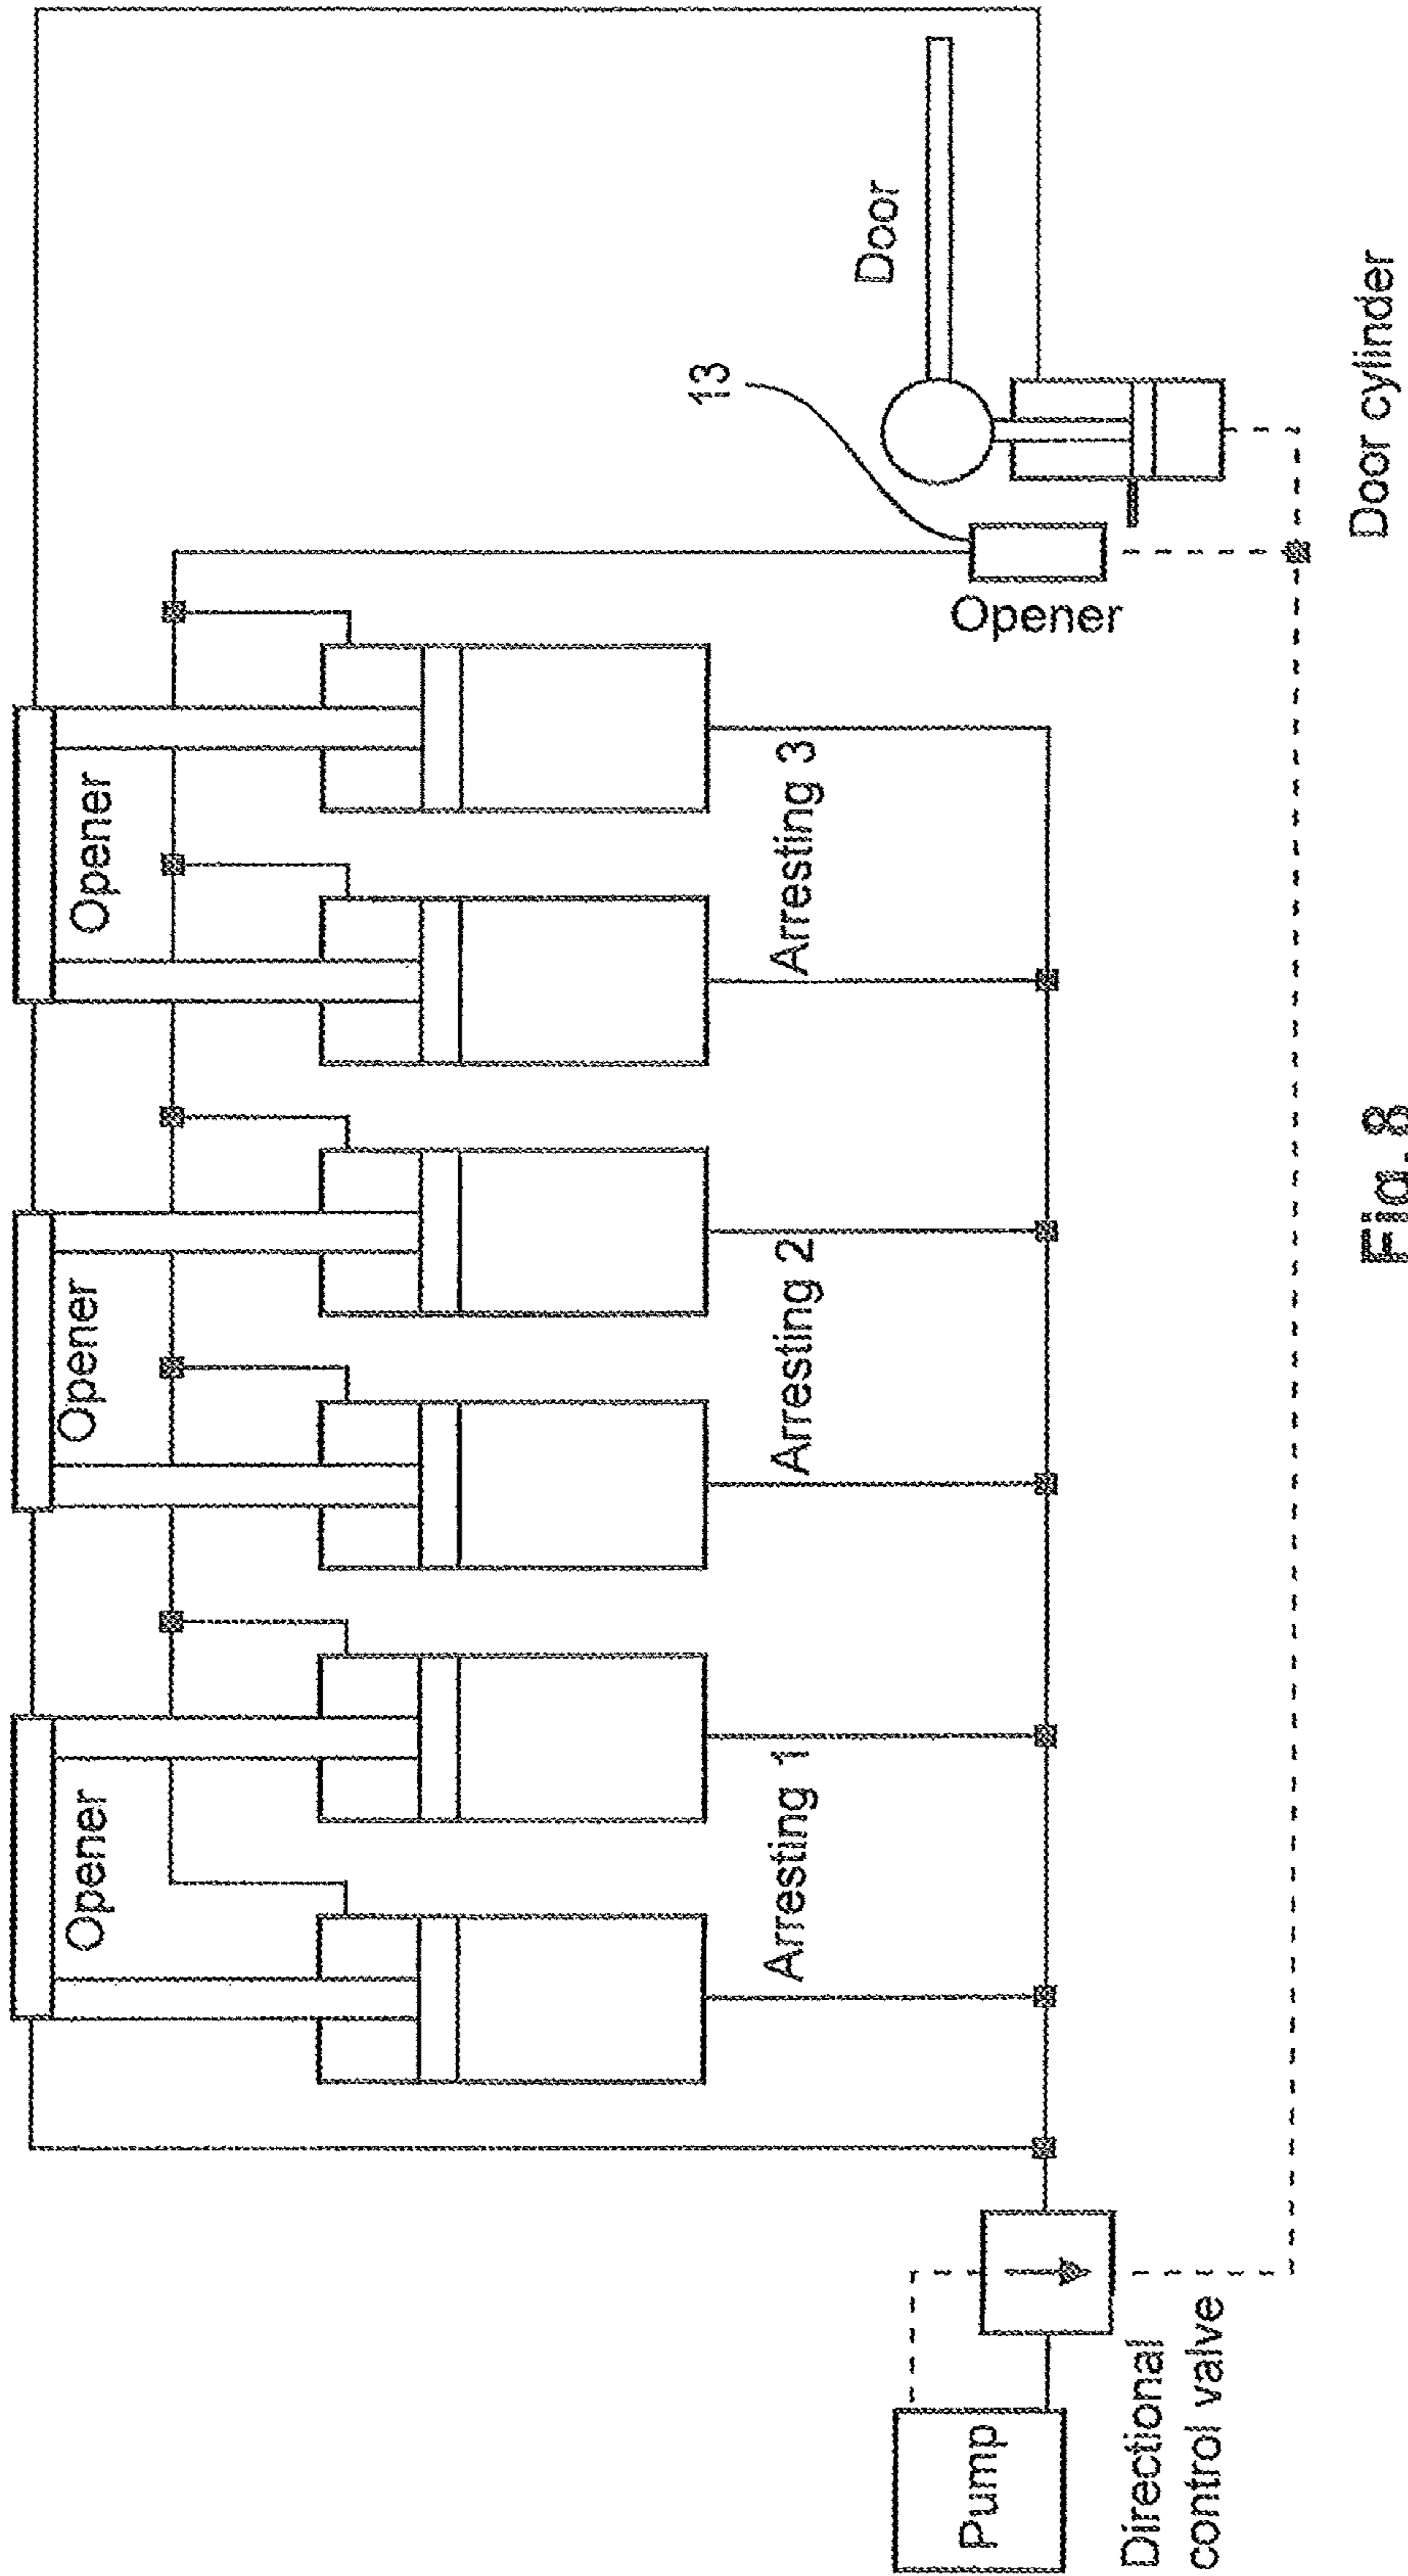 Opener
Opener
Opener
Arresting 1
Arresting 2
Arresting 3
13
Door
Opener
Pump
Directional
control valve
Door cylinder
Fig. 8